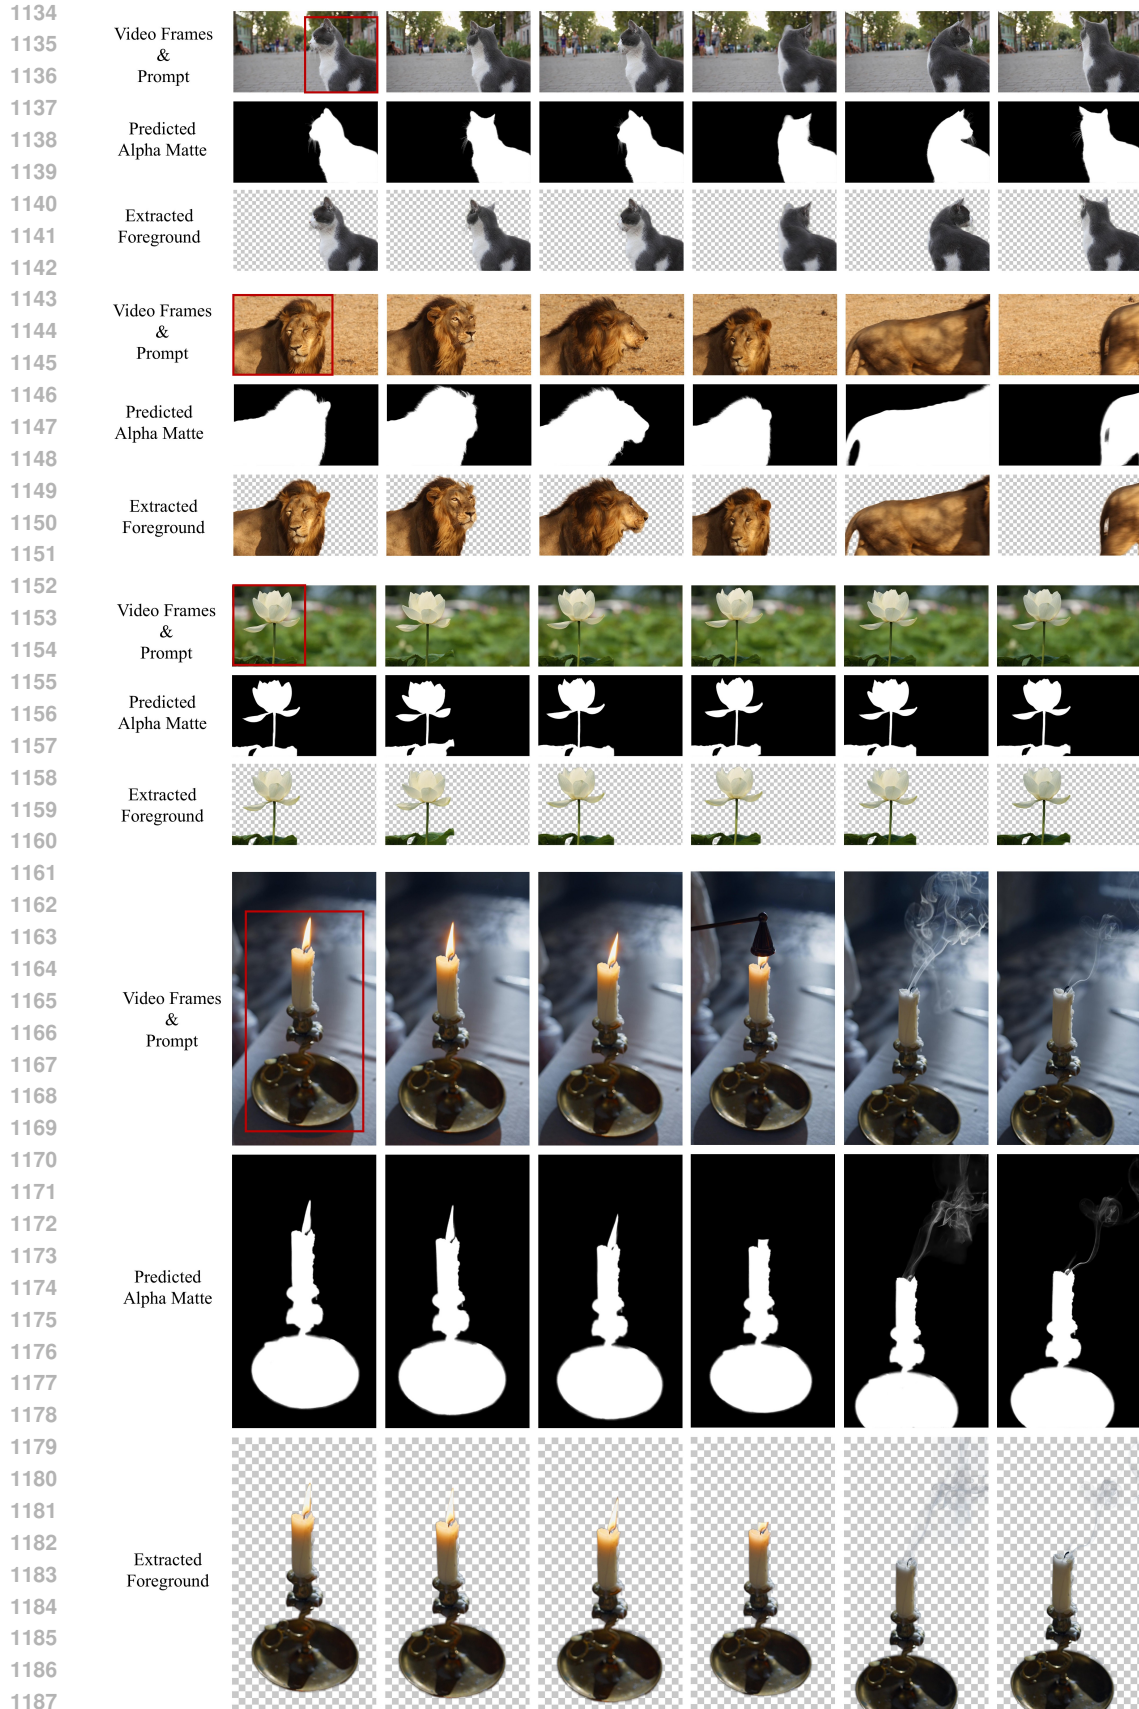 1134
1135
1136
1137
1138
1139
1140
1141
1142
1143
1144
1145
1146
1147
1148
1149
1150
1151
1152
1153
1154
1155
1156
1157
1158
1159
1160
1161
1162
1163
1164
1165
1166
1167
1168
1169
1170
1171
1172
1173
1174
1175
1176
1177
1178
1179
1180
1181
1182
1183
1184
1185
1186
1187
Video Frames
&
Prompt
Predicted
Alpha Matte
Extracted
Foreground
Video Frames
&
Prompt
Predicted
Alpha Matte
Extracted
Foreground
Video Frames
&
Prompt
Predicted
Alpha Matte
Extracted
Foreground
Video Frames
&
Prompt
Predicted
Alpha Matte
Extracted
Foreground